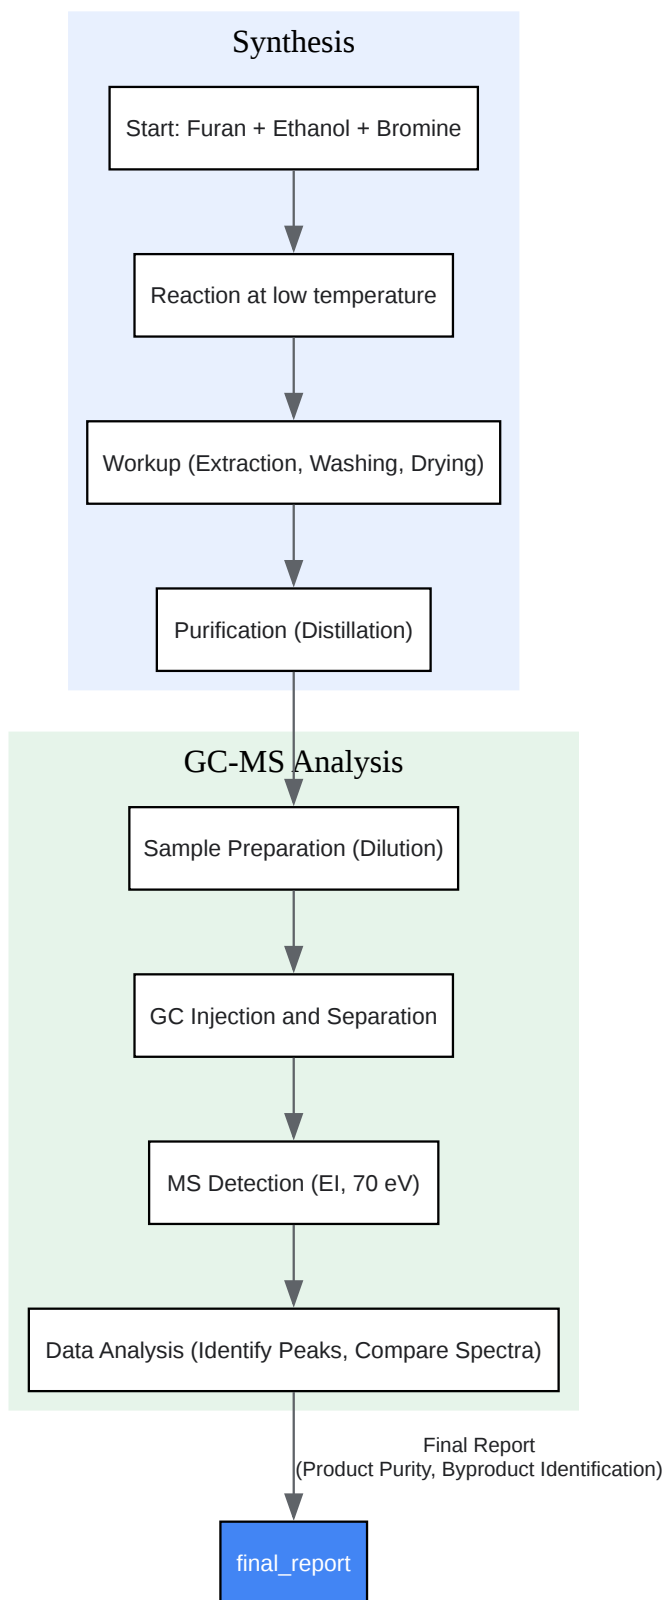 Synthesis
Start: Furan + Ethanol + Bromine
Reaction at low temperature
Workup (Extraction, Washing, Drying)
Purification (Distillation)
GC-MS Analysis
Sample Preparation (Dilution)
GC Injection and Separation
MS Detection (EI, 70 eV)
Data Analysis (Identify Peaks, Compare Spectra)
Final Report
(Product Purity, Byproduct Identification)
final_report